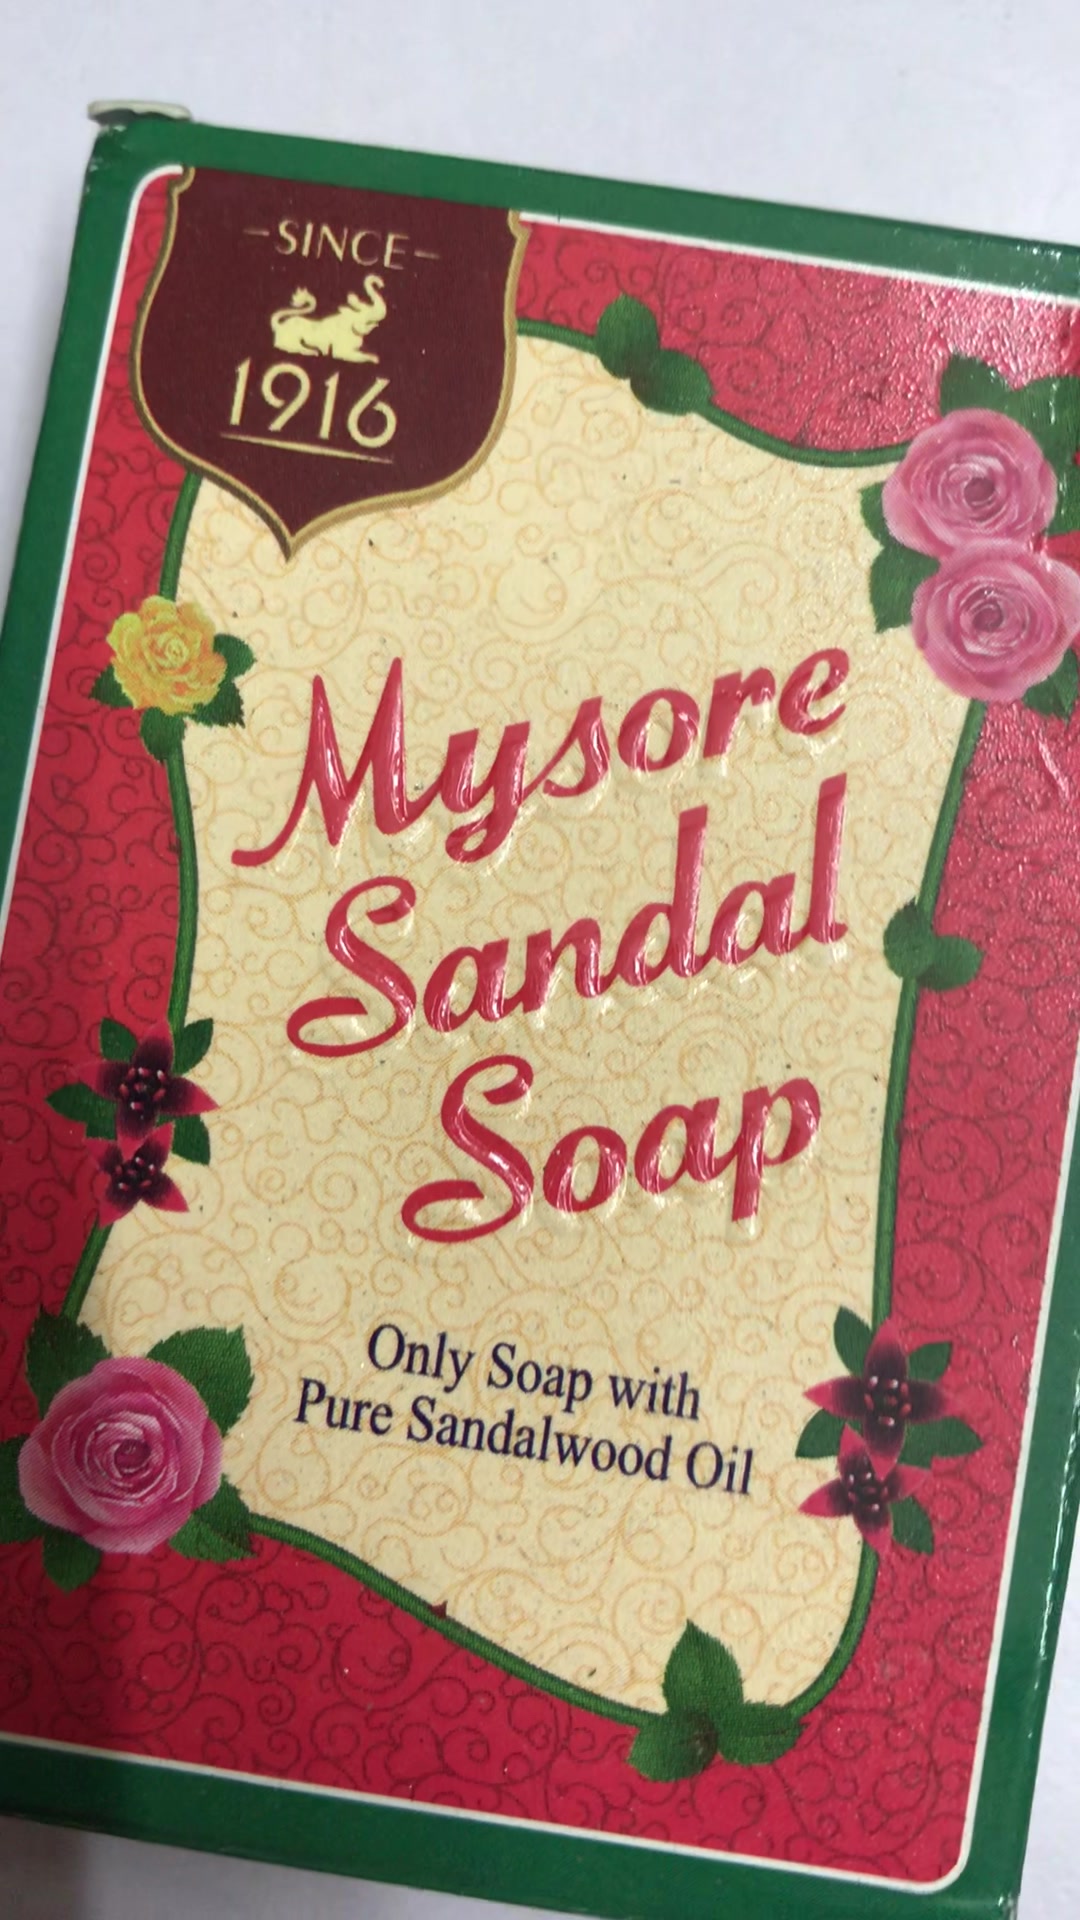 -SINCE-
1916
Mysore
Sandal
Soap
Only Soap with
Pure Sandalwood Oil